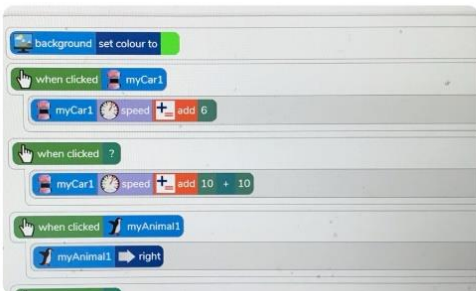 background set colour to
when clicked myCar1
myCar1 speed add 6
when clicked ?
myCar1 speed add 10 + 10
when clicked myAnimal1
myAnimal1 right